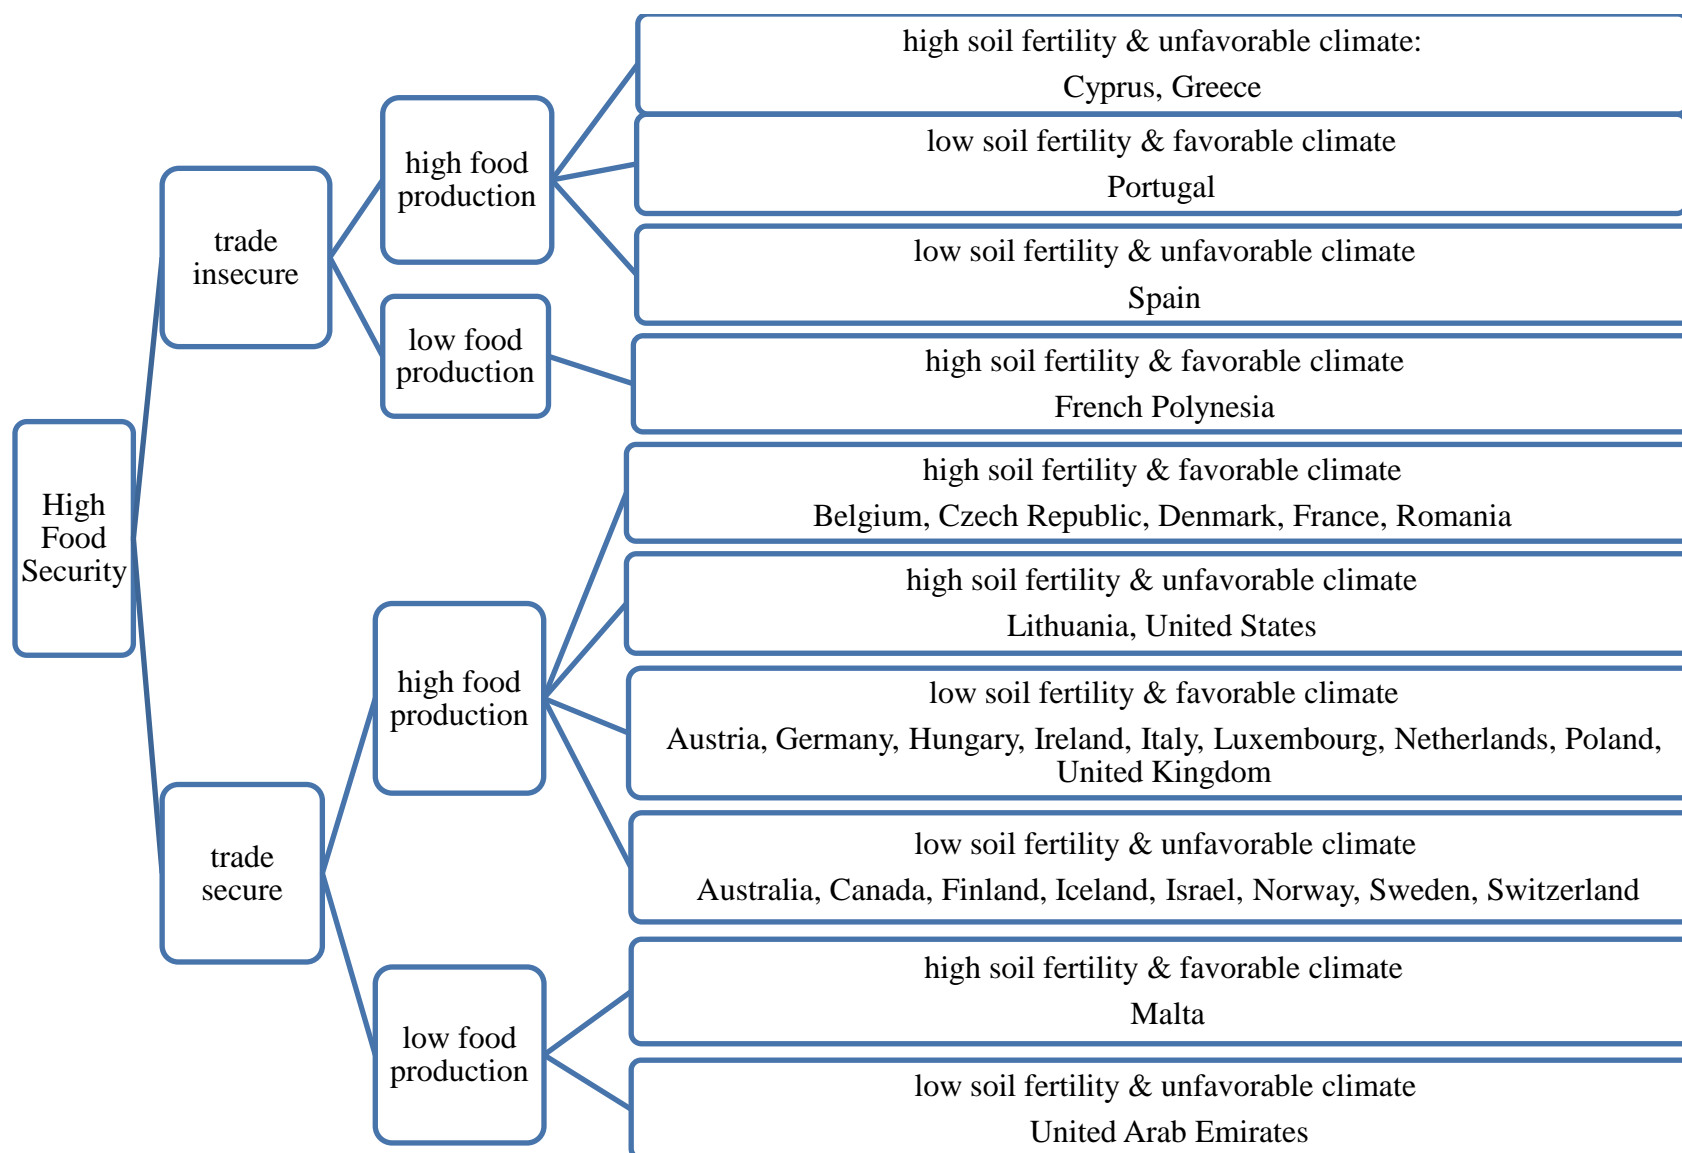 High
Food
Security
trade
insecure
high food
production
high soil fertility & unfavorable climate:
Cyprus, Greece
low soil fertility & favorable climate
Portugal
low soil fertility & unfavorable climate
Spain
low food
production
high soil fertility & favorable climate
French Polynesia
trade
secure
high food
production
high soil fertility & favorable climate
Belgium, Czech Republic, Denmark, France, Romania
high soil fertility & unfavorable climate
Lithuania, United States
low soil fertility & favorable climate
Austria, Germany, Hungary, Ireland, Italy, Luxembourg, Netherlands, Poland,
United Kingdom
low soil fertility & unfavorable climate
Australia, Canada, Finland, Iceland, Israel, Norway, Sweden, Switzerland
low food
production
high soil fertility & favorable climate
Malta
low soil fertility & unfavorable climate
United Arab Emirates